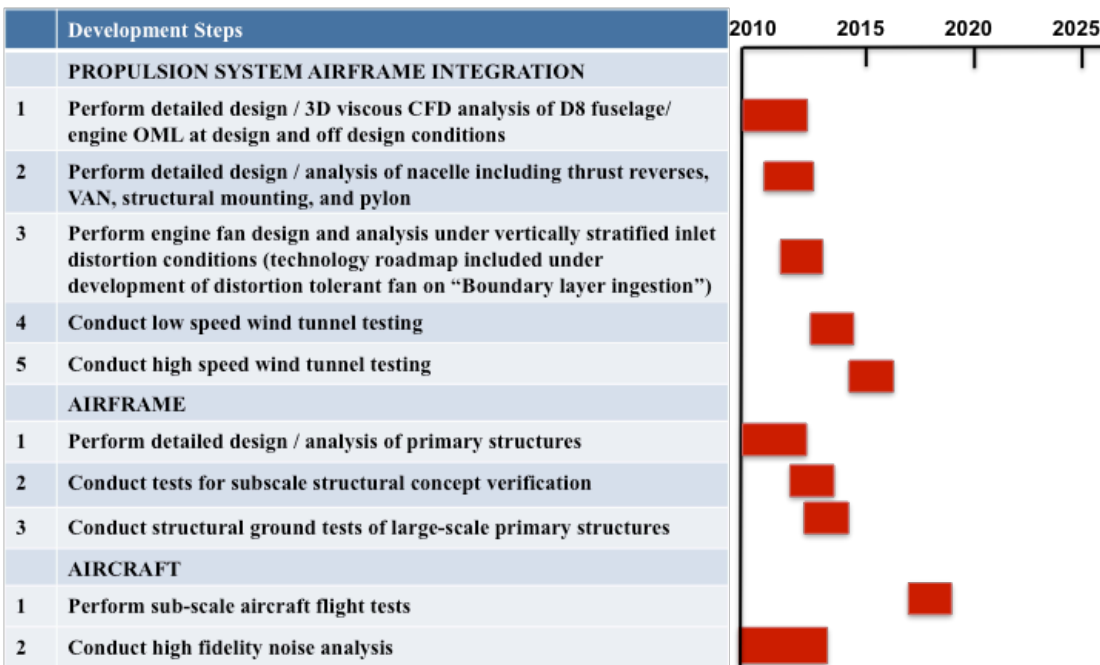 Development Steps
2010 2015 2020 2025
PROPULSION SYSTEM AIRFRAME INTEGRATION
1 Perform detailed design / 3D viscous CFD analysis of D8 fuselage/
engine OML at design and off design conditions
2 Perform detailed design / analysis of nacelle including thrust reverses,
VAN, structural mounting, and pylon
3 Perform engine fan design and analysis under vertically stratified inlet
distortion conditions (technology roadmap included under
development of distortion tolerant fan on “Boundary layer ingestion”)
4 Conduct low speed wind tunnel testing
5 Conduct high speed wind tunnel testing
AIRFRAME
1 Perform detailed design / analysis of primary structures
2 Conduct tests for subscale structural concept verification
3 Conduct structural ground tests of large-scale primary structures
AIRCRAFT
1 Perform sub-scale aircraft flight tests
2 Conduct high fidelity noise analysis